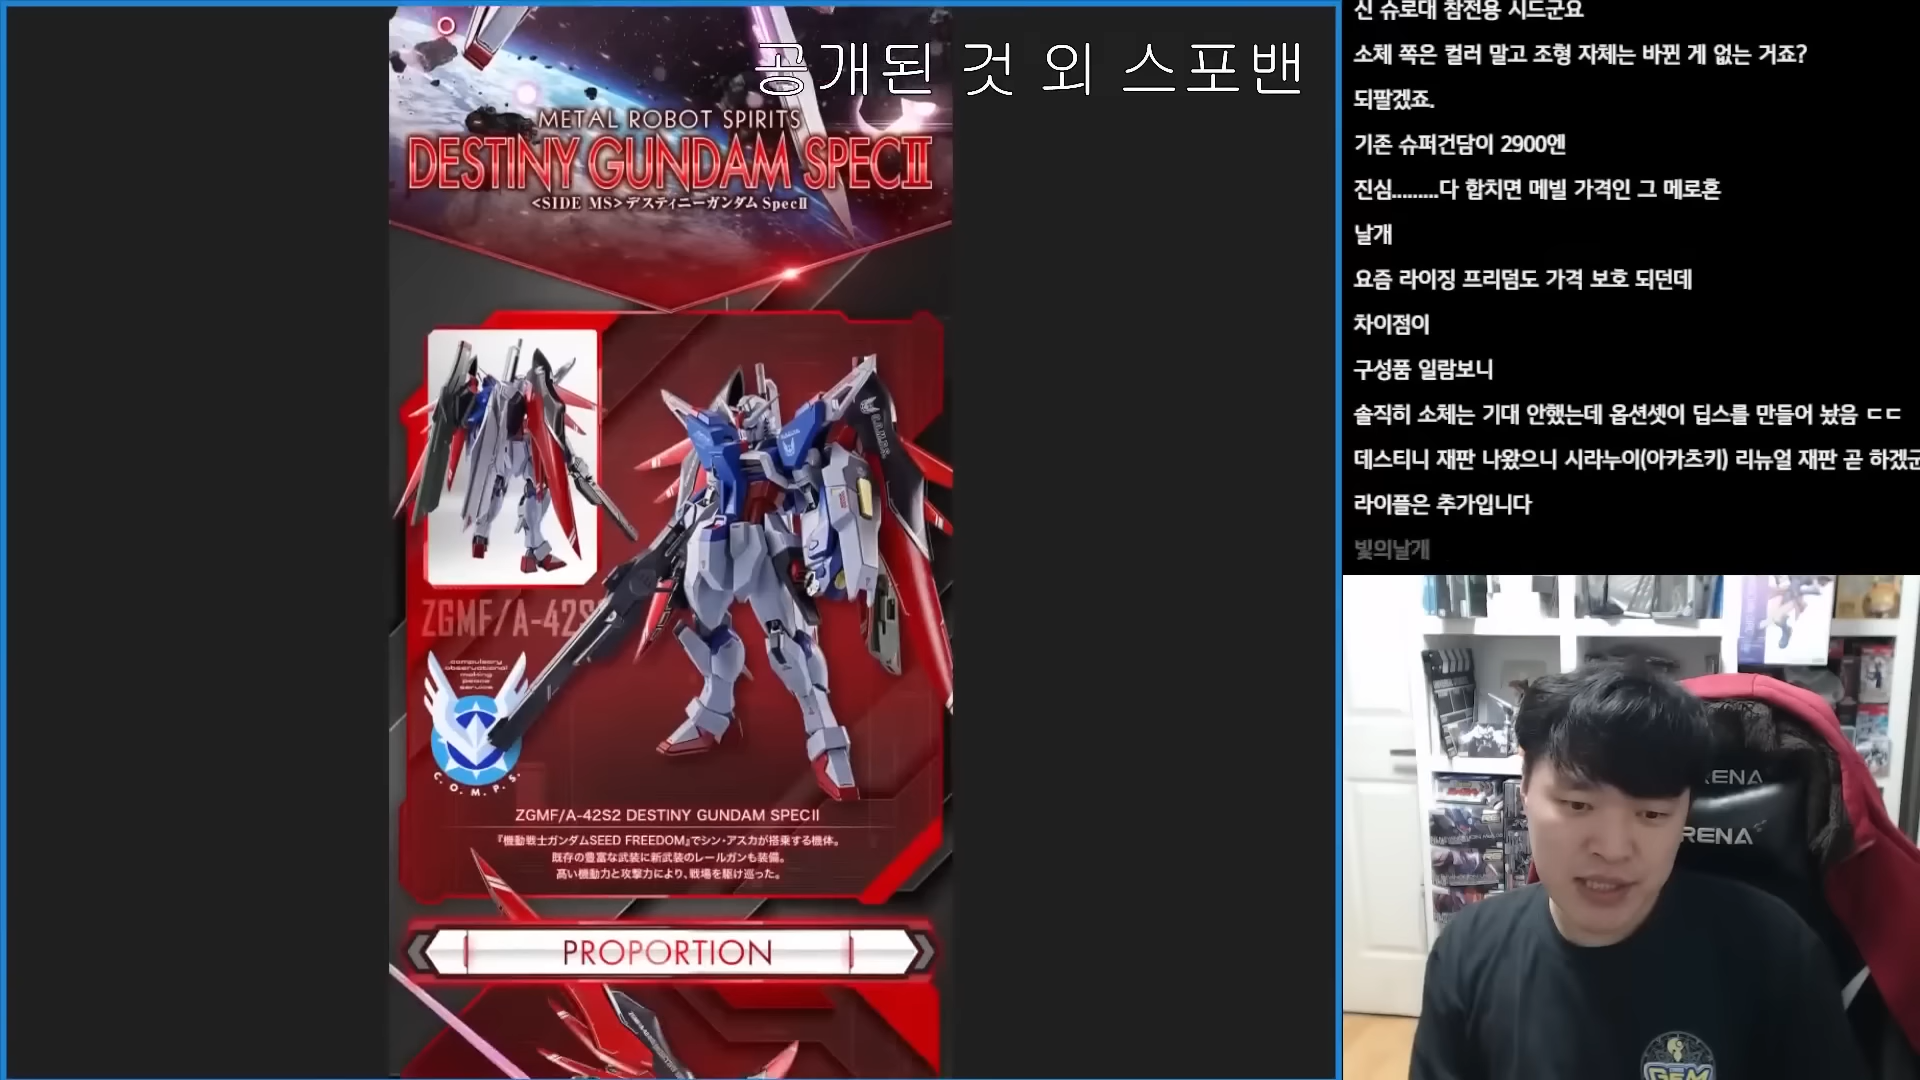 공개된 것 외 스포밴
METAL ROBOT SPIRITS
DESTINY GUNDAM SPECⅡ
<SIDE MS>デスティニーガンダム SpecⅡ
ZGMF/A-42S
compulsory
observational
making
peace
service
C.O.M.P.S.
ZGMF/A-42S2 DESTINY GUNDAM SPECⅡ
『機動戦士ガンダムSEED FREEDOM』でシン・アスカが搭乗する機体。
既存の豊富な武装に新武装のレールガンも装備。
高い機動力と攻撃力により、戦場を駆け巡った。
PROPORTION
신 슈로대 참전용 시드군요
소체 쪽은 컬러 말고 조형 자체는 바뀐 게 없는 거죠?
되팔겠죠.
기존 슈퍼건담이 2900엔
진심.........다 합치면 메빌 가격인 그 메로혼
날개
요즘 라이징 프리덤도 가격 보호 되던데
차이점이
구성품 일람보니
솔직히 소체는 기대 안했는데 옵션셋이 딥스를 만들어 놨음 ㄷㄷ
데스티니 재판 나왔으니 시라누이(아카츠키) 리뉴얼 재판 곧 하겠군
라이플은 추가입니다
빛의날개
ARENA
GEM